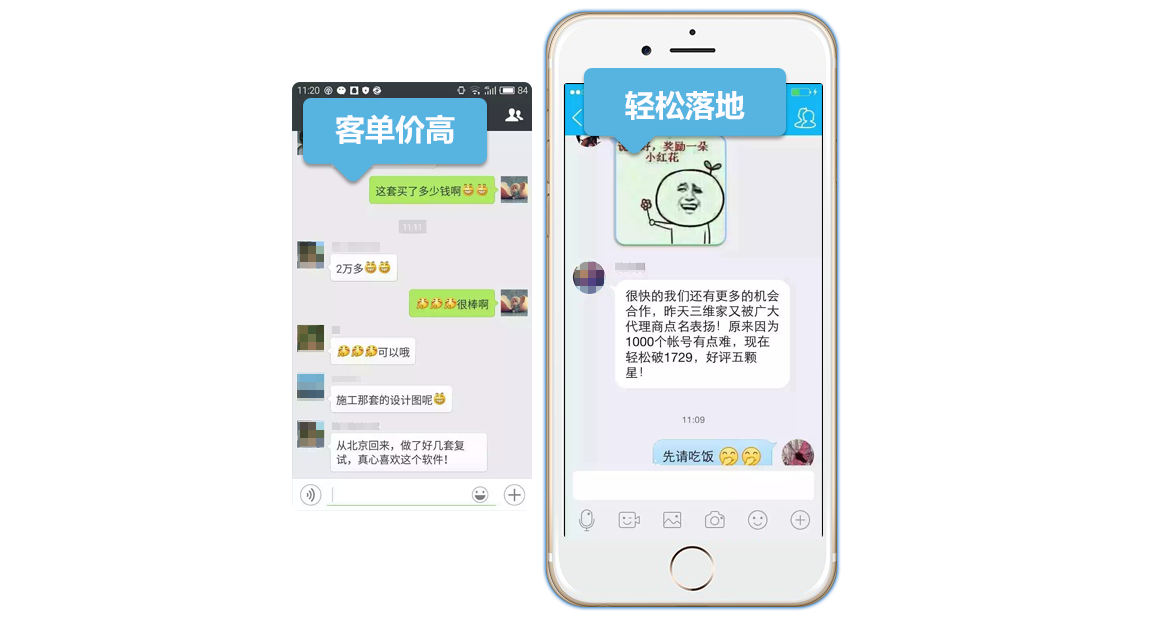 11:20
84
客单价高
这套买了多少钱啊
11:11
2万多
很棒啊
可以哦
施工那套的设计图呢
从北京回来，做了好几套复
试，真心喜欢这个软件！
轻松落地
好，奖励一朵
小红花
很快的我们还有更多的机会
合作，昨天三维家又被广大
代理商点名表扬！原来因为
1000个帐号有点难，现在
轻松破1729，好评五颗
星！
11:09
先请吃饭